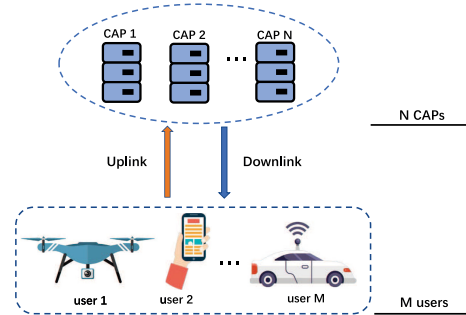 CAP 1 CAP 2 ... CAP N
N CAPs
Uplink Downlink
user 1 user 2 ... user M
M users